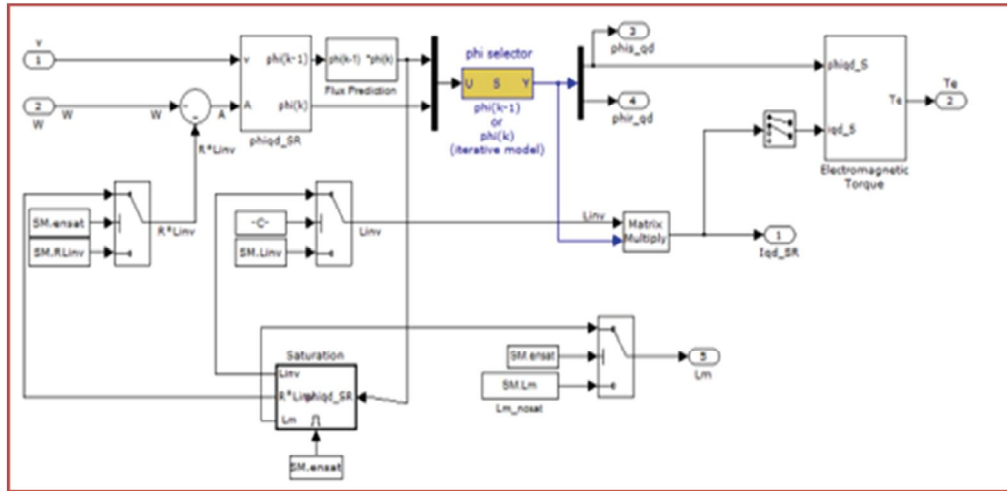 v
1
2
W
W
W
A
R*Linv
v
A
phi(k-1)
phi(k)
phiqd_SR
phi(k-1) *phi(k)
Flux Prediction
phi selector
U S Y
phi(k-1)
or
phi(k)
(iterative model)
3
phis_qd
4
phir_qd
phiqd_S
iqd_S
Te
Electromagnetic
Torque
Te
2
SM.ensat
SM.RLinv
R*Linv
-C-
SM.Linv
Linv
Linv
Matrix
Multiply
1
Iqd_SR
Saturation
Linv
phiqd_SR
Lm
SM.ensat
SM.ensat
SM.Lm
Lm_nosat
5
Lm